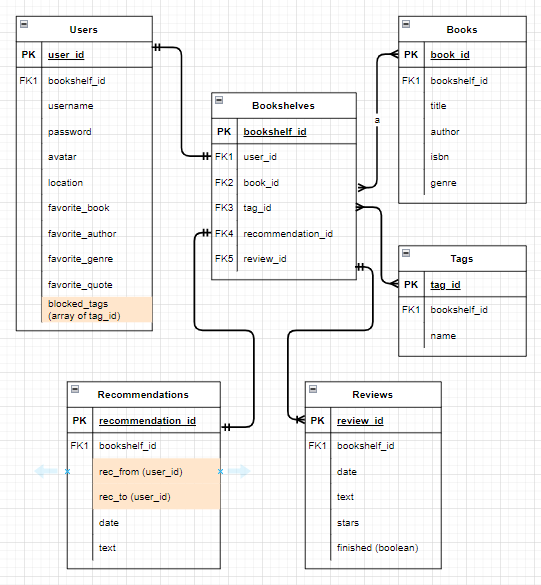 Users
PK user_id
FK1 bookshelf_id
username
password
avatar
location
favorite_book
favorite_author
favorite_genre
favorite_quote
blocked_tags
(array of tag_id)
Bookshelves
PK bookshelf_id
FK1 user_id
FK2 book_id
FK3 tag_id
FK4 recommendation_id
FK5 review_id
a
Books
PK book_id
FK1 bookshelf_id
title
author
isbn
genre
Tags
PK tag_id
FK1 bookshelf_id
name
Recommendations
PK recommendation_id
FK1 bookshelf_id
rec_from (user_id)
rec_to (user_id)
date
text
Reviews
PK review_id
FK1 bookshelf_id
date
text
stars
finished (boolean)